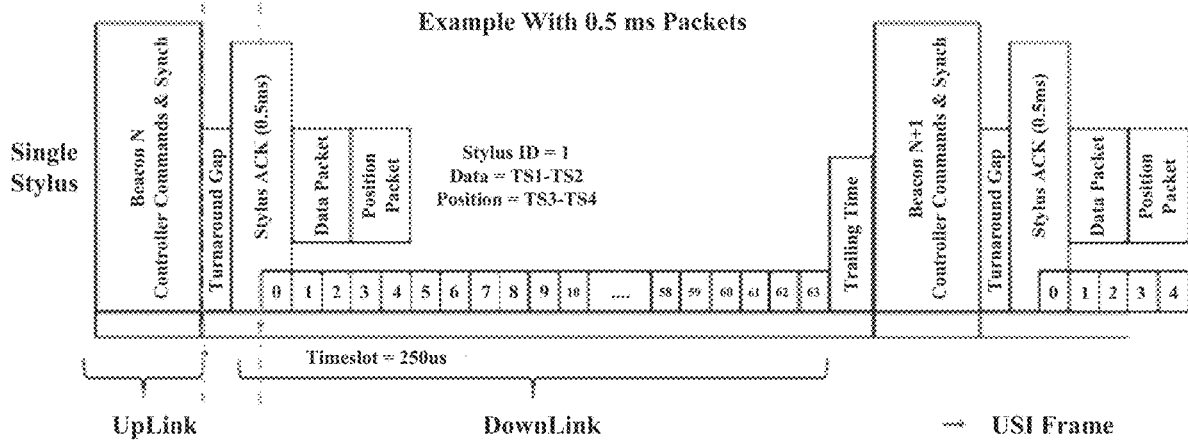 Example With 0.5 ms Packets
Single
Stylus
Beacon N
Controller Commands & Synch
Turnaround Gap
Stylus ACK (0.5ms)
Data Packet
Position
Packet
Stylus ID = 1
Data = TS1-TS2
Position = TS3-TS4
Trailing Time
Beacon N+1
Controller Commands & Synch
Turnaround Gap
Stylus ACK (0.5ms)
Data Packet
Position
Packet
0 1 2 3 4 5 6 7 8 9 10 .... 58 59 60 61 62 63
0 1 2 3 4
Timeslot = 250us
UpLink
DownLink
→ USI Frame